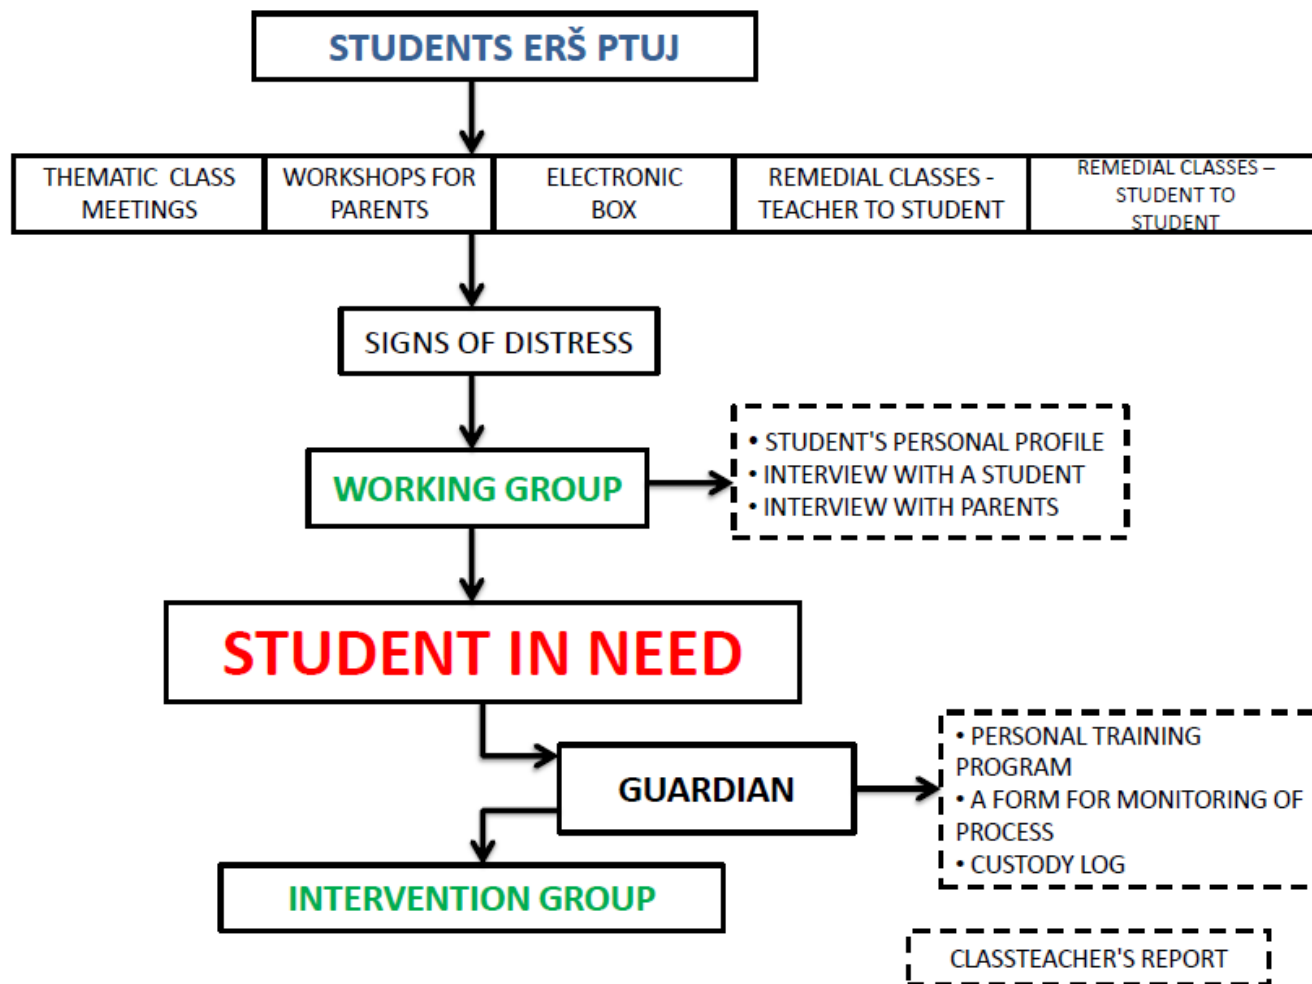 STUDENTS ERŠ PTUJ
THEMATIC CLASS
MEETINGS
WORKSHOPS FOR
PARENTS
ELECTRONIC
BOX
REMEDIAL CLASSES -
TEACHER TO STUDENT
REMEDIAL CLASSES –
STUDENT TO
STUDENT
SIGNS OF DISTRESS
WORKING GROUP
• STUDENT'S PERSONAL PROFILE
• INTERVIEW WITH A STUDENT
• INTERVIEW WITH PARENTS
STUDENT IN NEED
GUARDIAN
• PERSONAL TRAINING
PROGRAM
• A FORM FOR MONITORING OF
PROCESS
• CUSTODY LOG
INTERVENTION GROUP
CLASSTEACHER'S REPORT